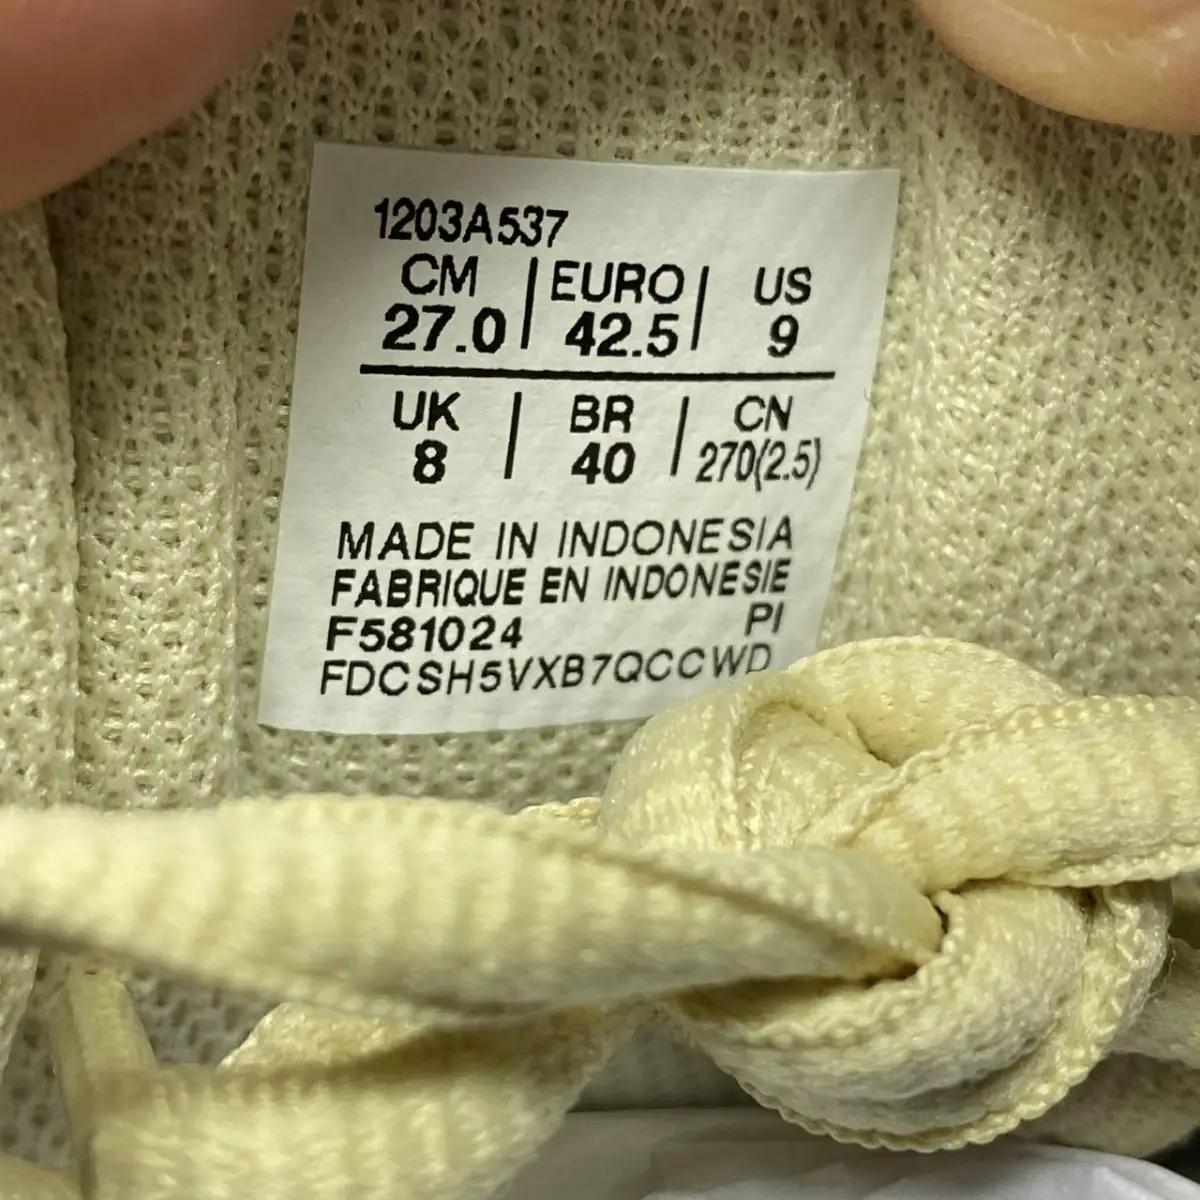 1203A537
CM | EURO | US
27.0 | 42.5 | 9
UK | BR | CN
8 | 40 | 270(2.5)
MADE IN INDONESIA
FABRIQUE EN INDONESIE
F581024 PI
FDCSH5VXB7QCCWD